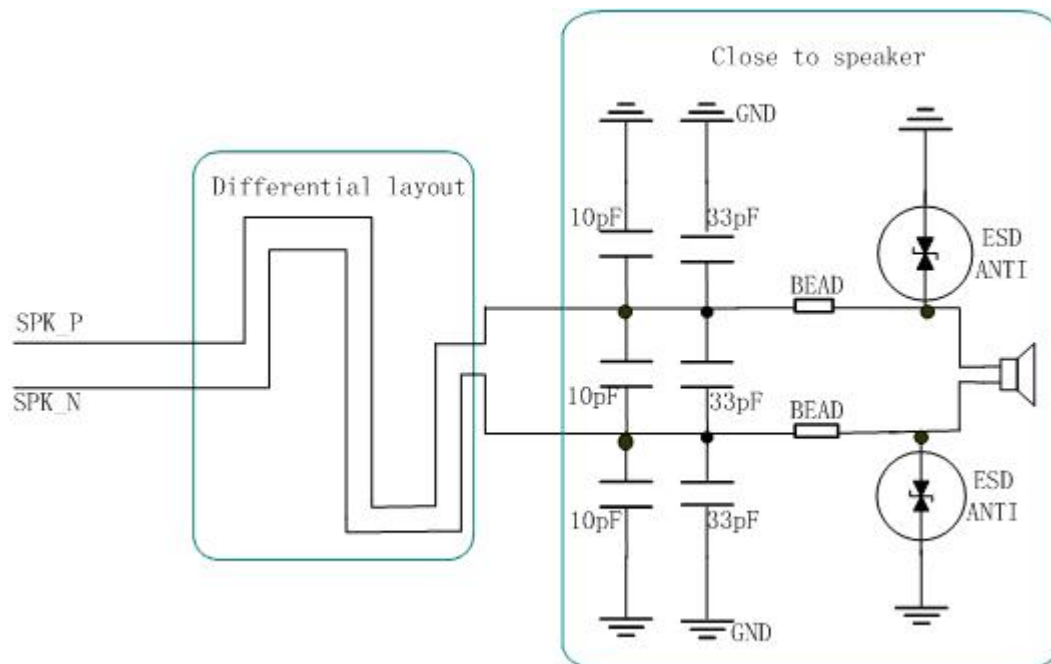 Close to speaker
GND
Differential layout
10pF
33pF
ESD
ANTI
BEAD
SPK_P
SPK_N
10pF
33pF
BEAD
ESD
ANTI
10pF
33pF
GND